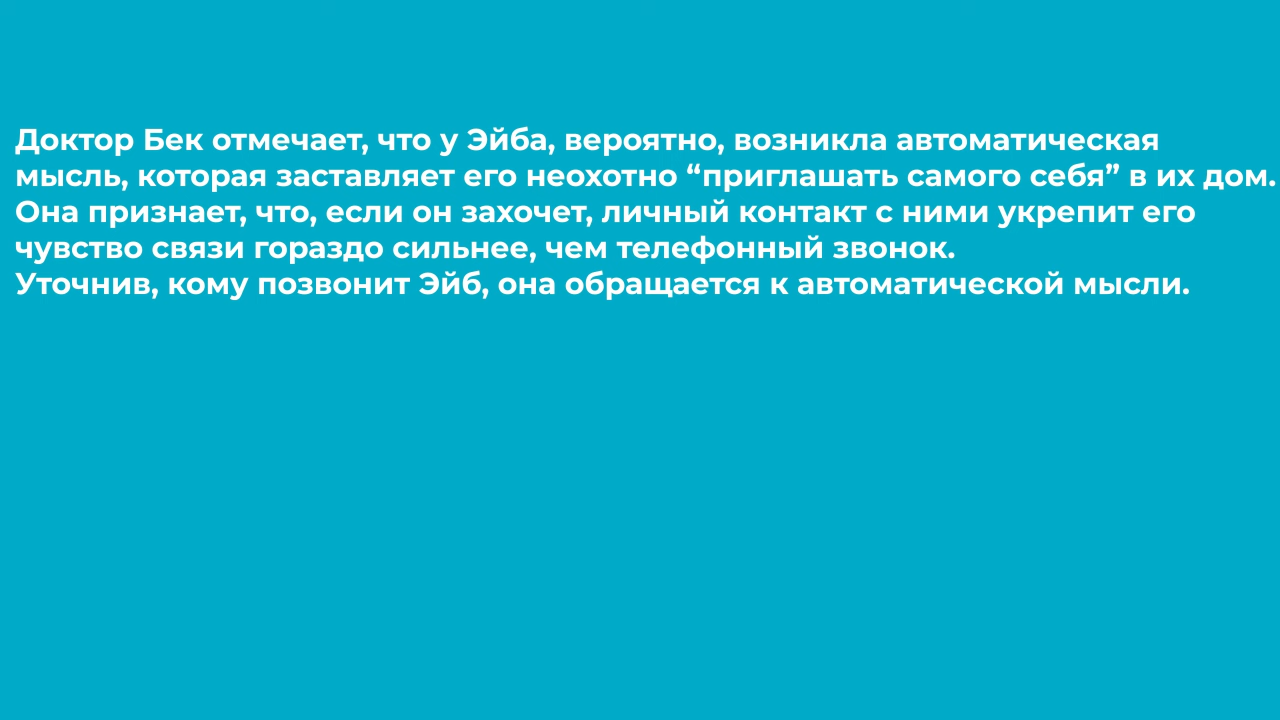 Доктор Бек отмечает, что у Эйба, вероятно, возникла автоматическая
мысль, которая заставляет его неохотно “приглашать самого себя” в их дом.
Она признает, что, если он захочет, личный контакт с ними укрепит его
чувство связи гораздо сильнее, чем телефонный звонок.
Уточнив, кому позвонит Эйб, она обращается к автоматической мысли.